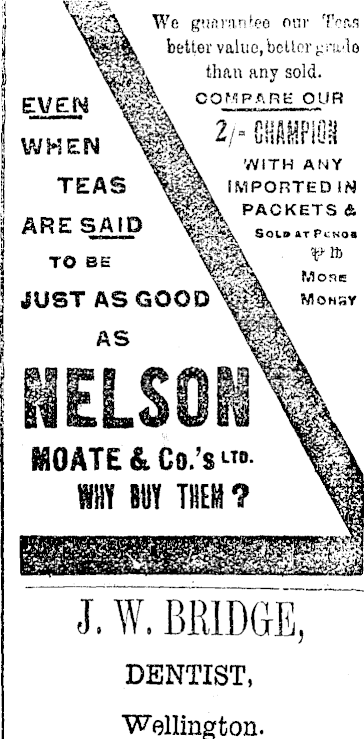 We guarantee our Teas
better value, better grade
than any sold.
COMPARE OUR
2/- CHAMPION
WITH ANY
IMPORTED IN
PACKETS &
SOLD AT PENCE
℔ lb
MORE
MONEY
EVEN
WHEN
TEAS
ARE SAID
TO BE
JUST AS GOOD
AS
NELSON
MOATE & Co.'s LTD.
WHY BUY THEM ?
J. W. BRIDGE,
DENTIST,
Wellington.